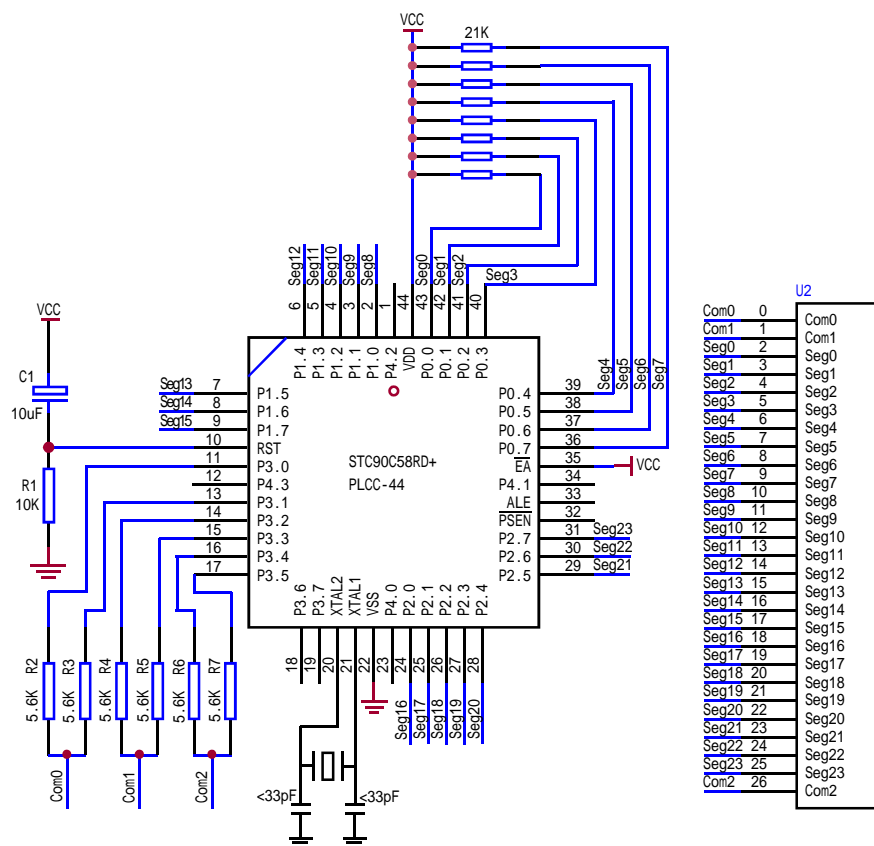 VCC
21K
Seg12
Seg11
Seg10
Seg9
Seg8
Seg0
Seg1
Seg2
Seg3
6
5
4
3
2
1
44
43
42
41
40
P1.4
P1.3
P1.2
P1.1
P1.0
P4.2
VDD
P0.0
P0.1
P0.2
P0.3
VCC
C1
10uF
R1
10K
Seg13 7 P1.5
Seg14 8 P1.6
Seg15 9 P1.7
10 RST
11 P3.0
12 P4.3
13 P3.1
14 P3.2
15 P3.3
16 P3.4
17 P3.5
STC90C58RD+
PLCC-44
Seg4
Seg5
Seg6
Seg7
P0.4 39
P0.5 38
P0.6 37
P0.7 36
EA 35 VCC
P4.1 34
ALE 33
PSEN 32
P2.7 31 Seg23
P2.6 30 Seg22
P2.5 29 Seg21
P3.6
P3.7
XTAL2
XTAL1
VSS
P4.0
P2.0
P2.1
P2.2
P2.3
P2.4
18
19
20
21
22
23
24
25
26
27
28
Seg16
Seg17
Seg18
Seg19
Seg20
R2
5.6K
R3
5.6K
R4
5.6K
R5
5.6K
R6
5.6K
R7
5.6K
Com0
Com1
Com2
<33pF
<33pF
U2
Com0 0 Com0
Com1 1 Com1
Seg0 2 Seg0
Seg1 3 Seg1
Seg2 4 Seg2
Seg3 5 Seg3
Seg4 6 Seg4
Seg5 7 Seg5
Seg6 8 Seg6
Seg7 9 Seg7
Seg8 10 Seg8
Seg9 11 Seg9
Seg10 12 Seg10
Seg11 13 Seg11
Seg12 14 Seg12
Seg13 15 Seg13
Seg14 16 Seg14
Seg15 17 Seg15
Seg16 18 Seg16
Seg17 19 Seg17
Seg18 20 Seg18
Seg19 21 Seg19
Seg20 22 Seg20
Seg21 23 Seg21
Seg22 24 Seg22
Seg23 25 Seg23
Com2 26 Com2